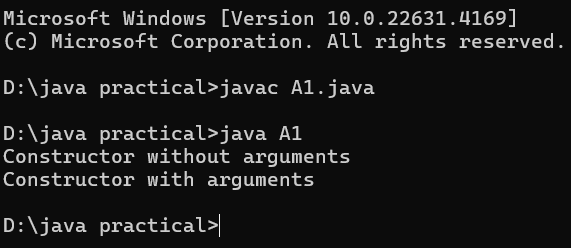 Microsoft Windows [Version 10.0.22631.4169]
(c) Microsoft Corporation. All rights reserved.
D:\java practical>javac A1.java
D:\java practical>java A1
Constructor without arguments
Constructor with arguments
D:\java practical>